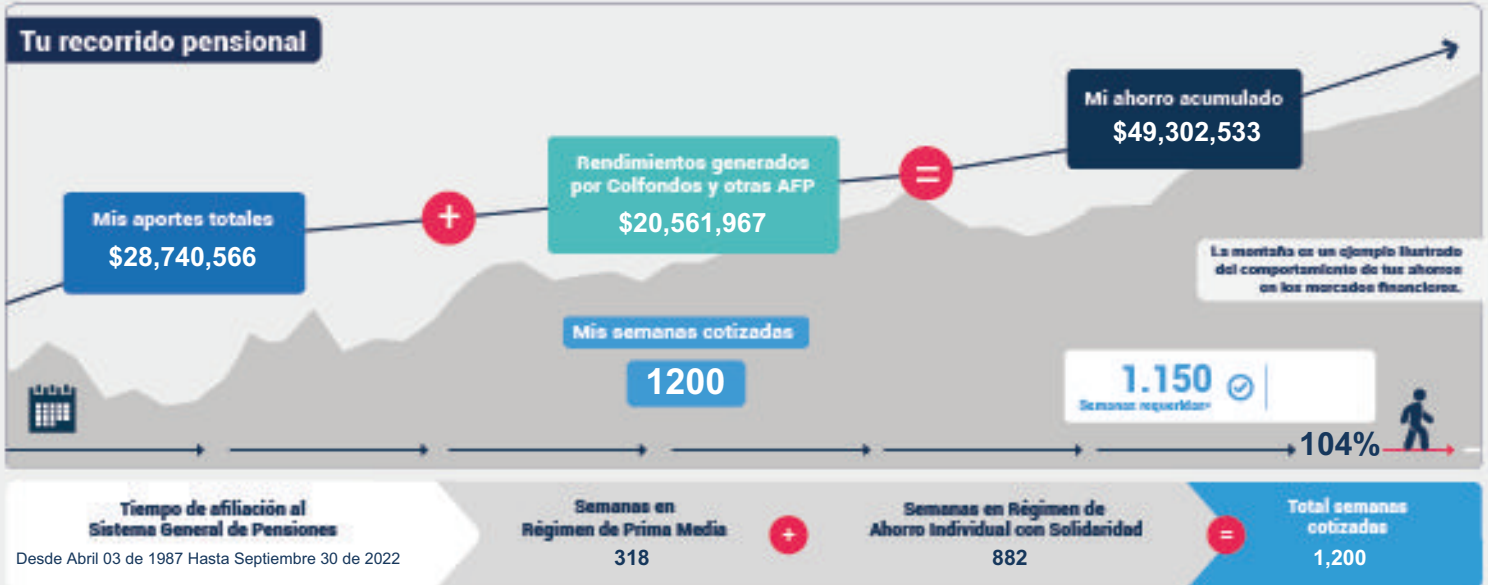 Tu recorrido pensional
Mi ahorro acumulado
$49,302,533
Rendimientos generados
por Colfondos y otras AFP
$20,561,967
=
Mis aportes totales
$28,740,566
+
La montaña es un ejemplo ilustrado
del comportamiento de tus ahorros
en los mercados financieros.
Mis semanas cotizadas
1200
1.150
Semanas requeridas*
104%
Tiempo de afiliación al
Sistema General de Pensiones
Desde Abril 03 de 1987 Hasta Septiembre 30 de 2022
Semanas en
Régimen de Prima Media
318
+
Semanas en Régimen de
Ahorro Individual con Solidaridad
882
=
Total semanas
cotizadas
1,200